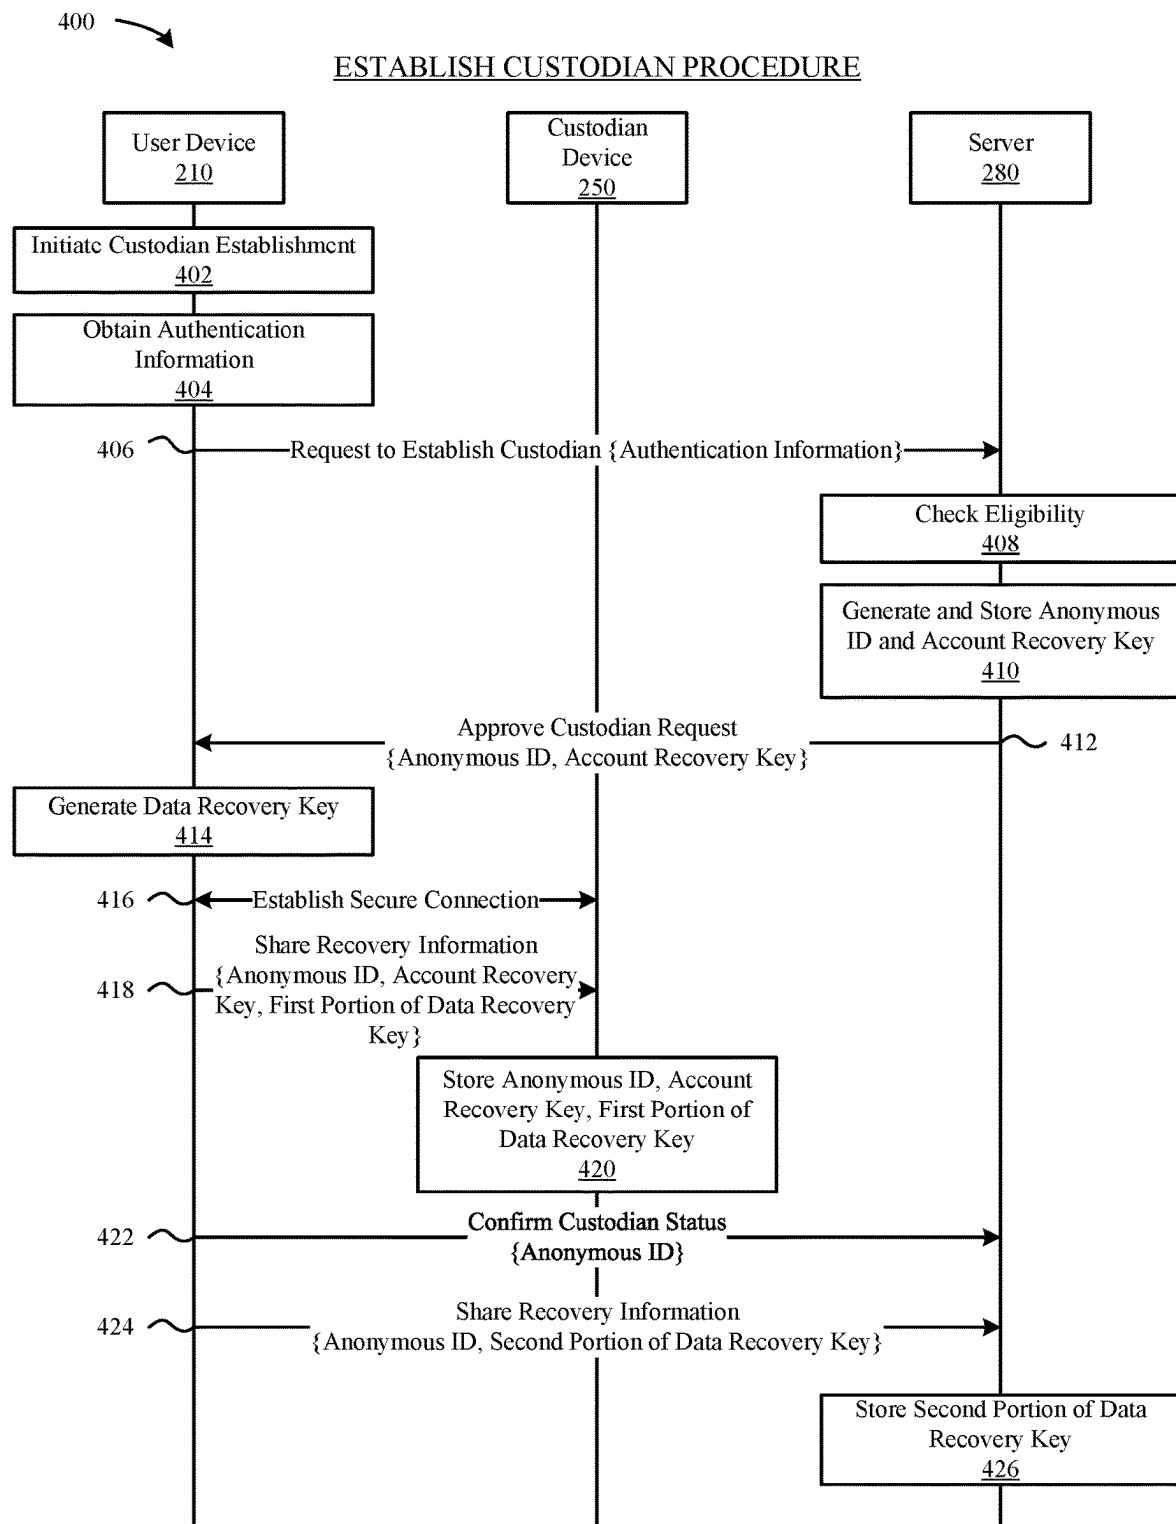 400
ESTABLISH CUSTODIAN PROCEDURE
User Device
210
Custodian
Device
250
Server
280
Initiate Custodian Establishment
402
Obtain Authentication
Information
404
406
Request to Establish Custodian {Authentication Information}
Check Eligibility
408
Generate and Store Anonymous
ID and Account Recovery Key
410
Approve Custodian Request
{Anonymous ID, Account Recovery Key}
412
Generate Data Recovery Key
414
416
Establish Secure Connection
Share Recovery Information
{Anonymous ID, Account Recovery
Key, First Portion of Data Recovery
Key}
418
Store Anonymous ID, Account
Recovery Key, First Portion of
Data Recovery Key
420
422
Confirm Custodian Status
{Anonymous ID}
424
Share Recovery Information
{Anonymous ID, Second Portion of Data Recovery Key}
Store Second Portion of Data
Recovery Key
426